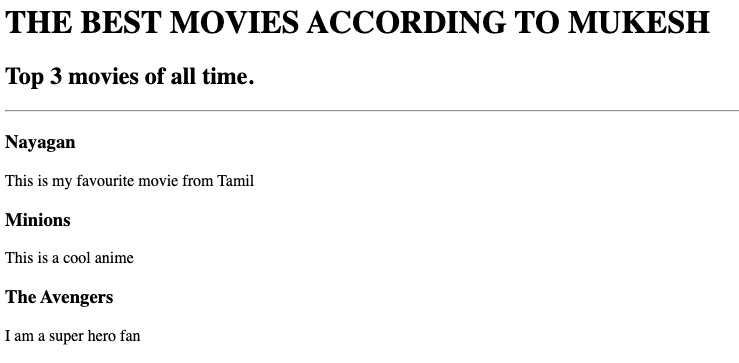 THE BEST MOVIES ACCORDING TO MUKESH
Top 3 movies of all time.
Nayagan
This is my favourite movie from Tamil
Minions
This is a cool anime
The Avengers
I am a super hero fan